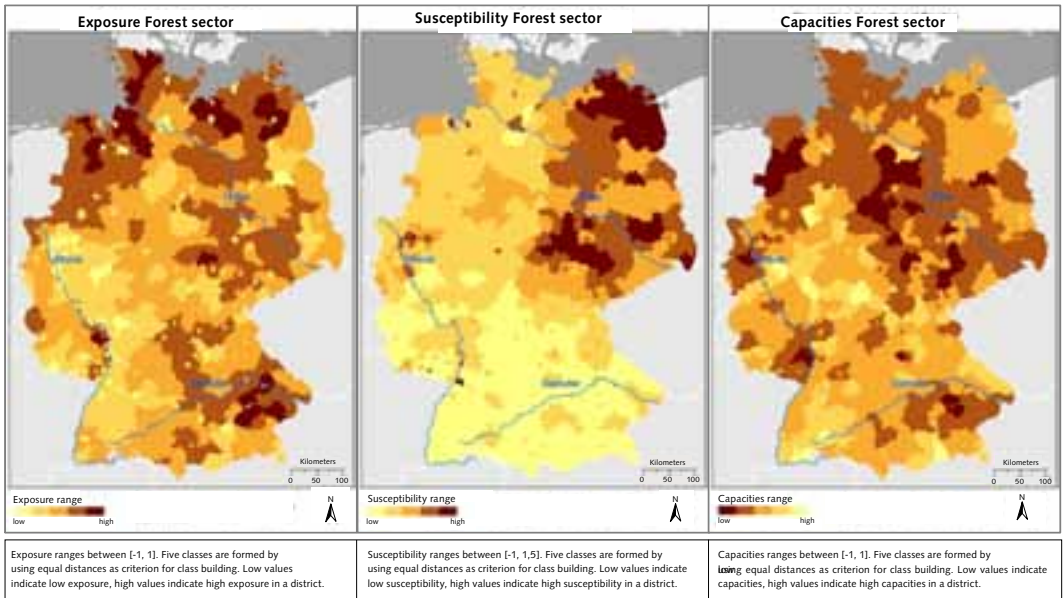 Exposure Forest sector
Kilometers
0 50 100
Exposure range
low high
N
Exposure ranges between [-1, 1]. Five classes are formed by
using equal distances as criterion for class building. Low values
indicate low exposure, high values indicate high exposure in a district.
Susceptibility Forest sector
Danube
Kilometers
0 50 100
Susceptibility range
low high
N
Susceptibility ranges between [-1, 1,5]. Five classes are formed by
using equal distances as criterion for class building. Low values indicate
low susceptibility, high values indicate high susceptibility in a district.
Capacities Forest sector
Kilometers
0 50 100
Capacities range
low high
N
Capacities ranges between [-1, 1]. Five classes are formed by
using equal distances as criterion for class building. Low values indicate low
capacities, high values indicate high capacities in a district.